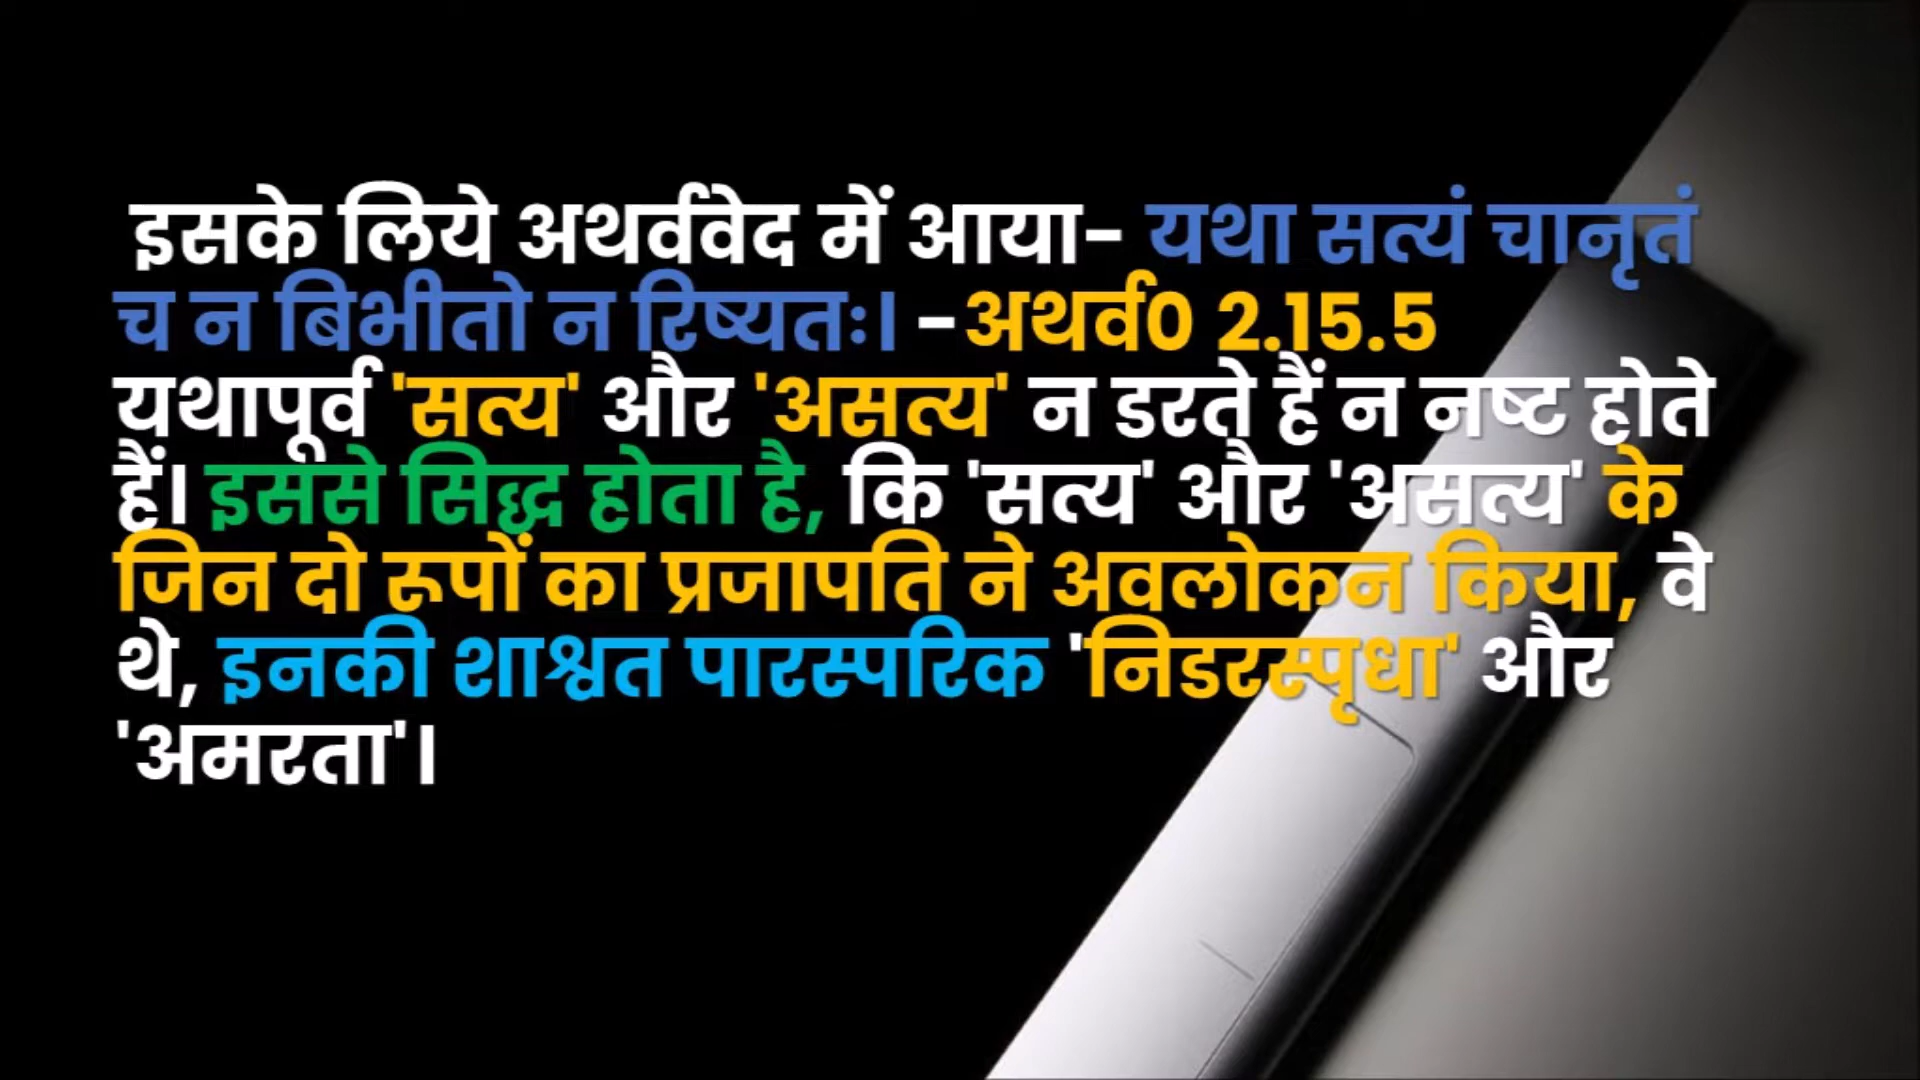 इसके लिये अथर्ववेद में आया- यथा सत्यं चानृतं
च न बिभीतो न रिष्यतः। -अथर्व0 2.15.5
यथापूर्व 'सत्य' और 'असत्य' न डरते हैं न नष्ट होते
हैं। इससे सिद्ध होता है, कि 'सत्य' और 'असत्य' के
जिन दो रूपों का प्रजापति ने अवलोकन किया, वे
थे, इनकी शाश्वत पारस्परिक 'निडरस्पृधा' और
'अमरता'।